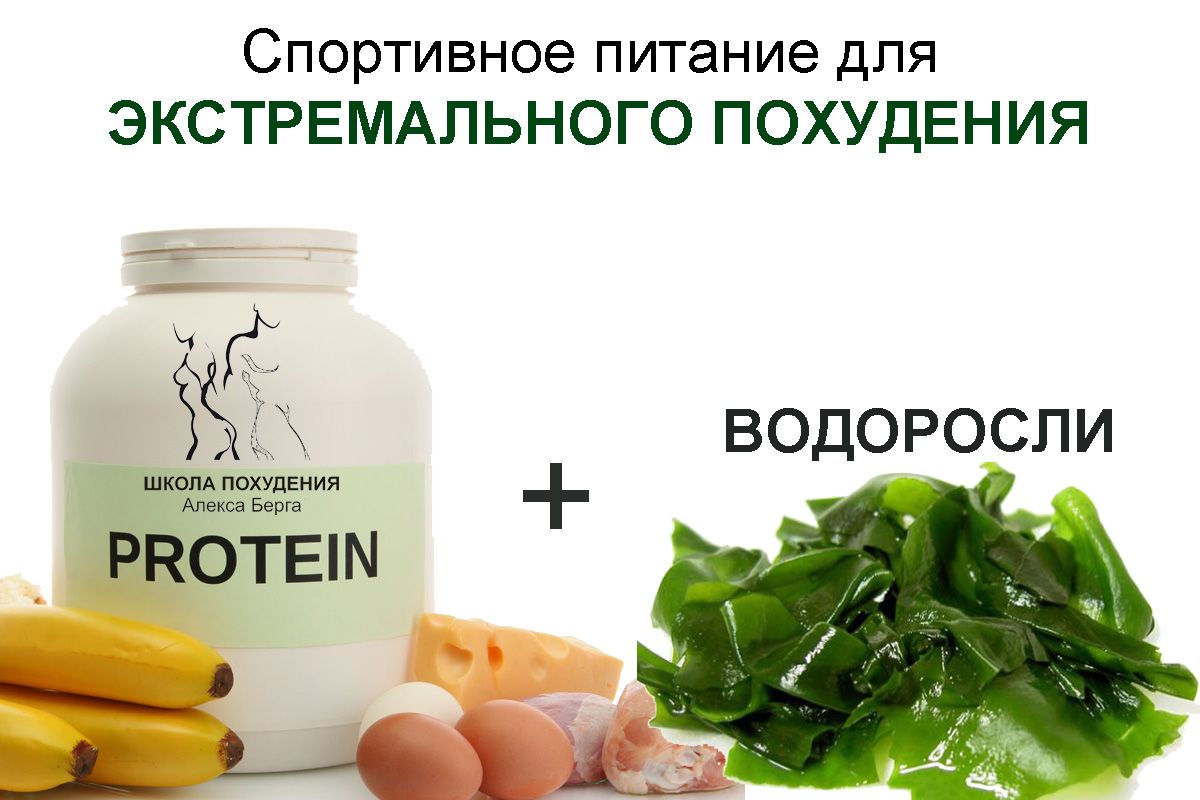 Спортивное питание для
ЭКСТРЕМАЛЬНОГО ПОХУДЕНИЯ
ШКОЛА ПОХУДЕНИЯ
Алекса Берга
PROTEIN
+
ВОДОРОСЛИ